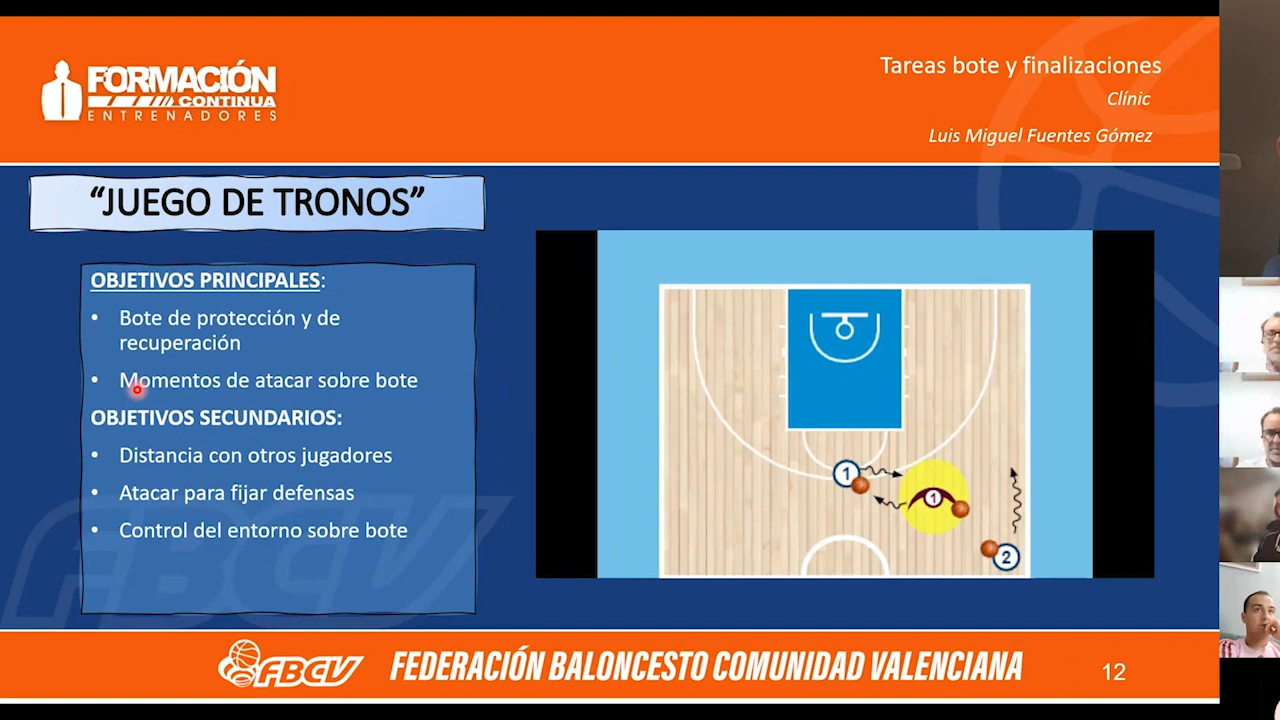 FORMACIÓN
CONTINUA
ENTRENADORES
Tareas bote y finalizaciones
Clínic
Luis Miguel Fuentes Gómez
“JUEGO DE TRONOS”
OBJETIVOS PRINCIPALES:
• Bote de protección y de
recuperación
• Momentos de atacar sobre bote
OBJETIVOS SECUNDARIOS:
• Distancia con otros jugadores
• Atacar para fijar defensas
• Control del entorno sobre bote
1
1
2
FBCV
FBCV
FEDERACIÓN BALONCESTO COMUNIDAD VALENCIANA
12